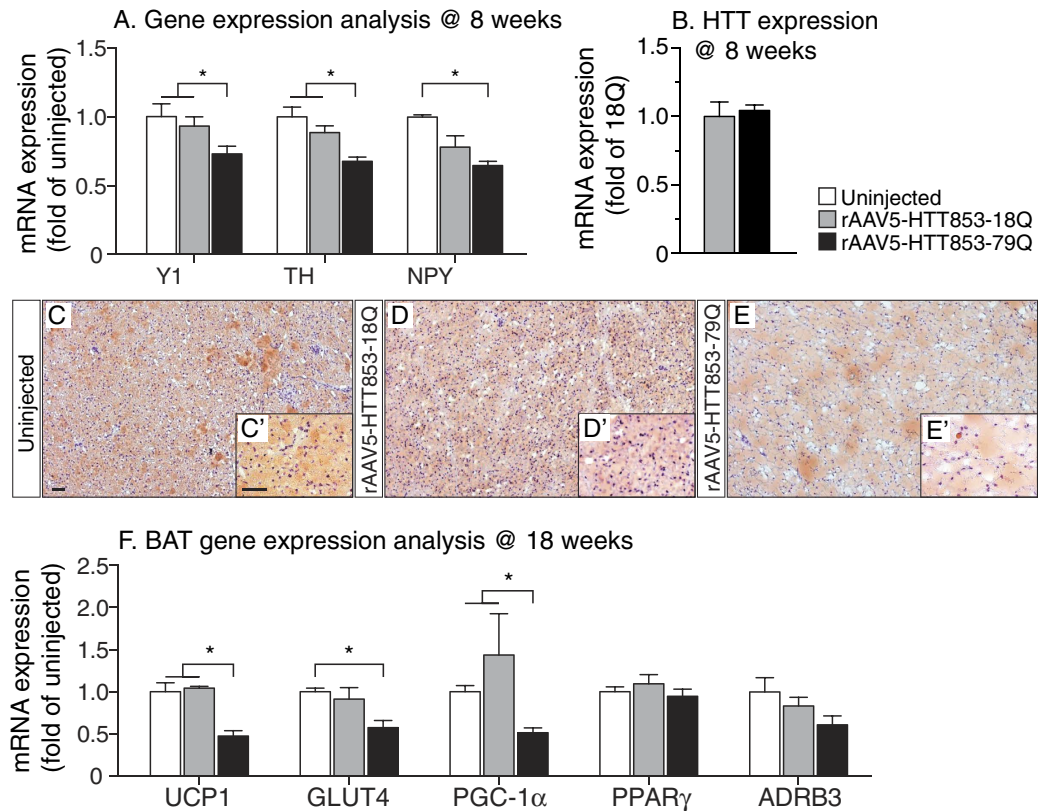 A. Gene expression analysis @ 8 weeks
mRNA expression
(fold of uninjected)
1.5
1.0
0.5
0
*
*
*
Y1
TH
NPY
B. HTT expression
@ 8 weeks
mRNA expression
(fold of 18Q)
1.5
1.0
0.5
0
Uninjected
rAAV5-HTT853-18Q
rAAV5-HTT853-79Q
Uninjected
C
C'
rAAV5-HTT853-18Q
D
D'
rAAV5-HTT853-79Q
E
E'
F. BAT gene expression analysis @ 18 weeks
mRNA expression
(fold of uninjected)
2.5
2.0
1.5
1.0
0.5
0
*
*
*
UCP1
GLUT4
PGC-1α
PPARγ
ADRB3